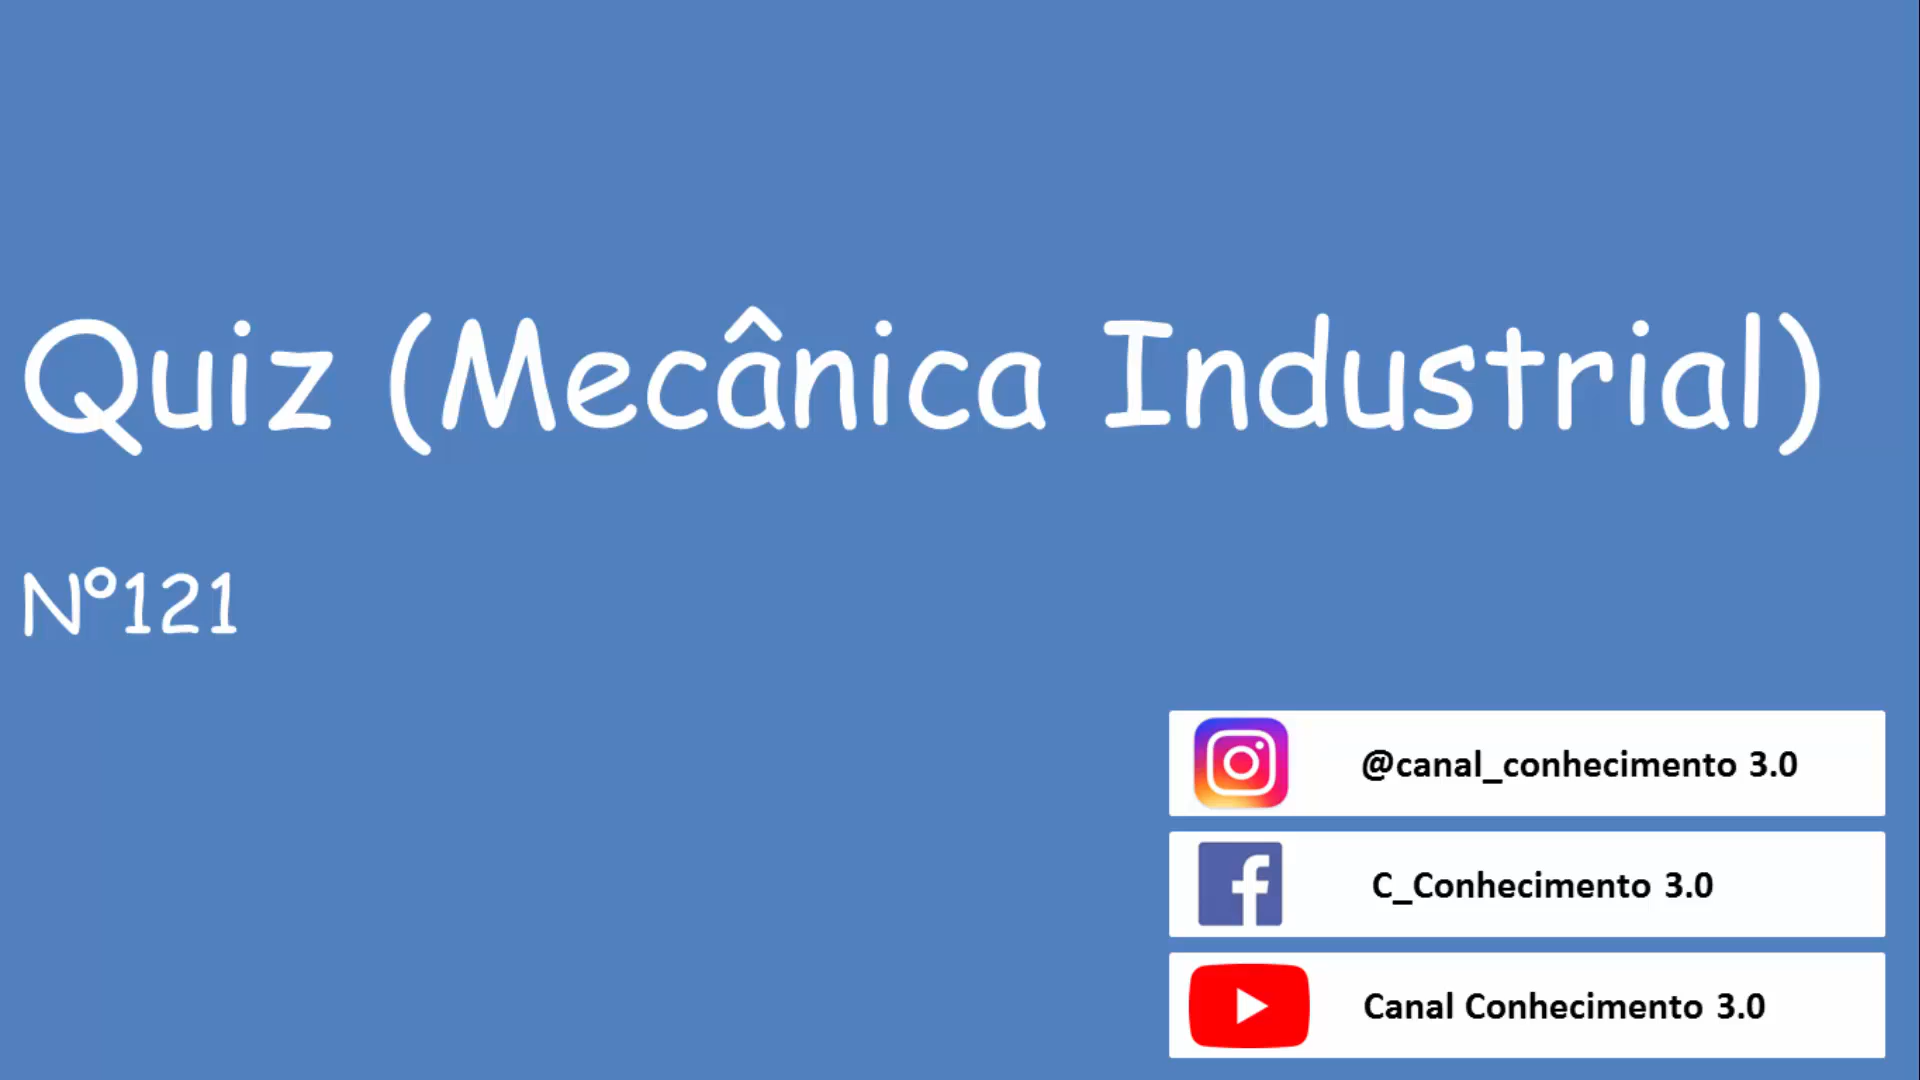 Quiz (Mecânica Industrial)
Nº121
@canal_conhecimento 3.0
C_Conhecimento 3.0
Canal Conhecimento 3.0